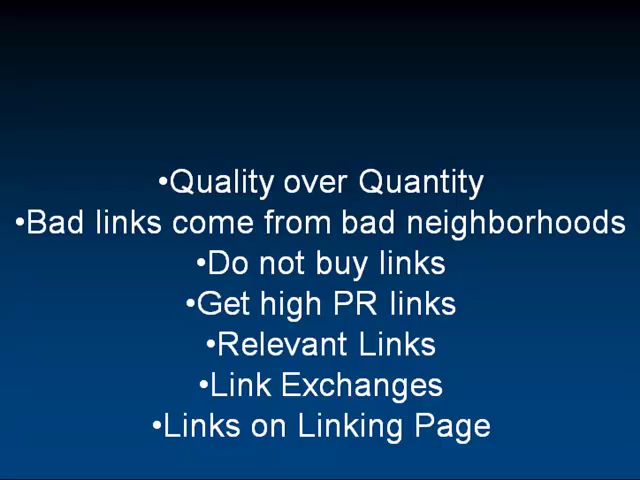 •Quality over Quantity
•Bad links come from bad neighborhoods
•Do not buy links
•Get high PR links
•Relevant Links
•Link Exchanges
•Links on Linking Page